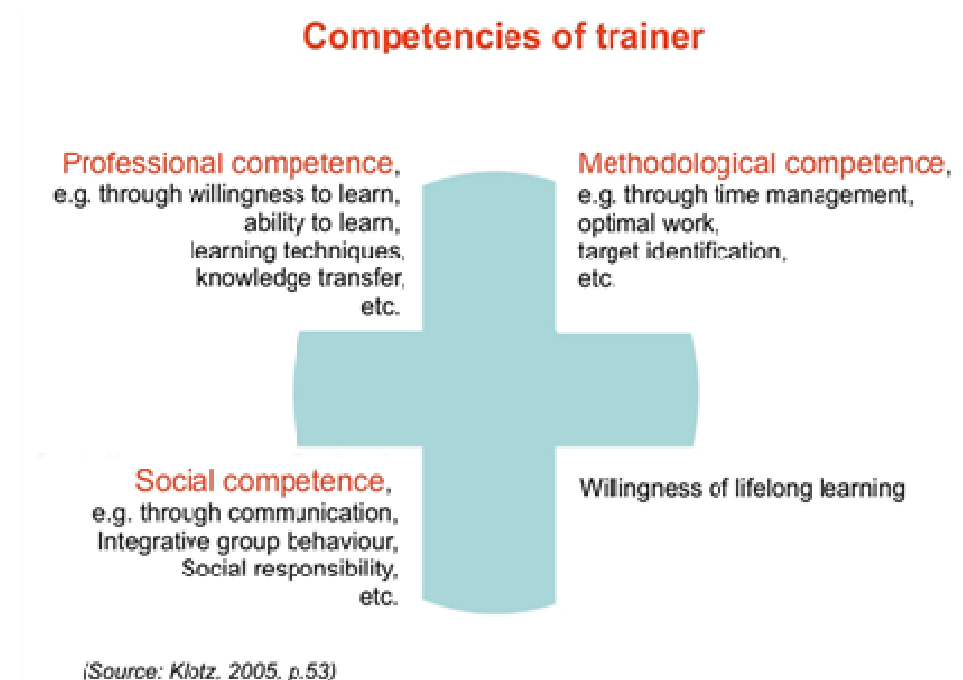 Competencies of trainer
Professional competence,
e.g. through willingness to learn,
ability to learn,
learning techniques,
knowledge transfer,
etc.
Methodological competence,
e.g. through time management,
optimal work,
target identification,
etc.
Social competence,
e.g. through communication,
Integrative group behaviour,
Social responsibility,
etc.
Willingness of lifelong learning
(Source: Klotz, 2005, p.53)